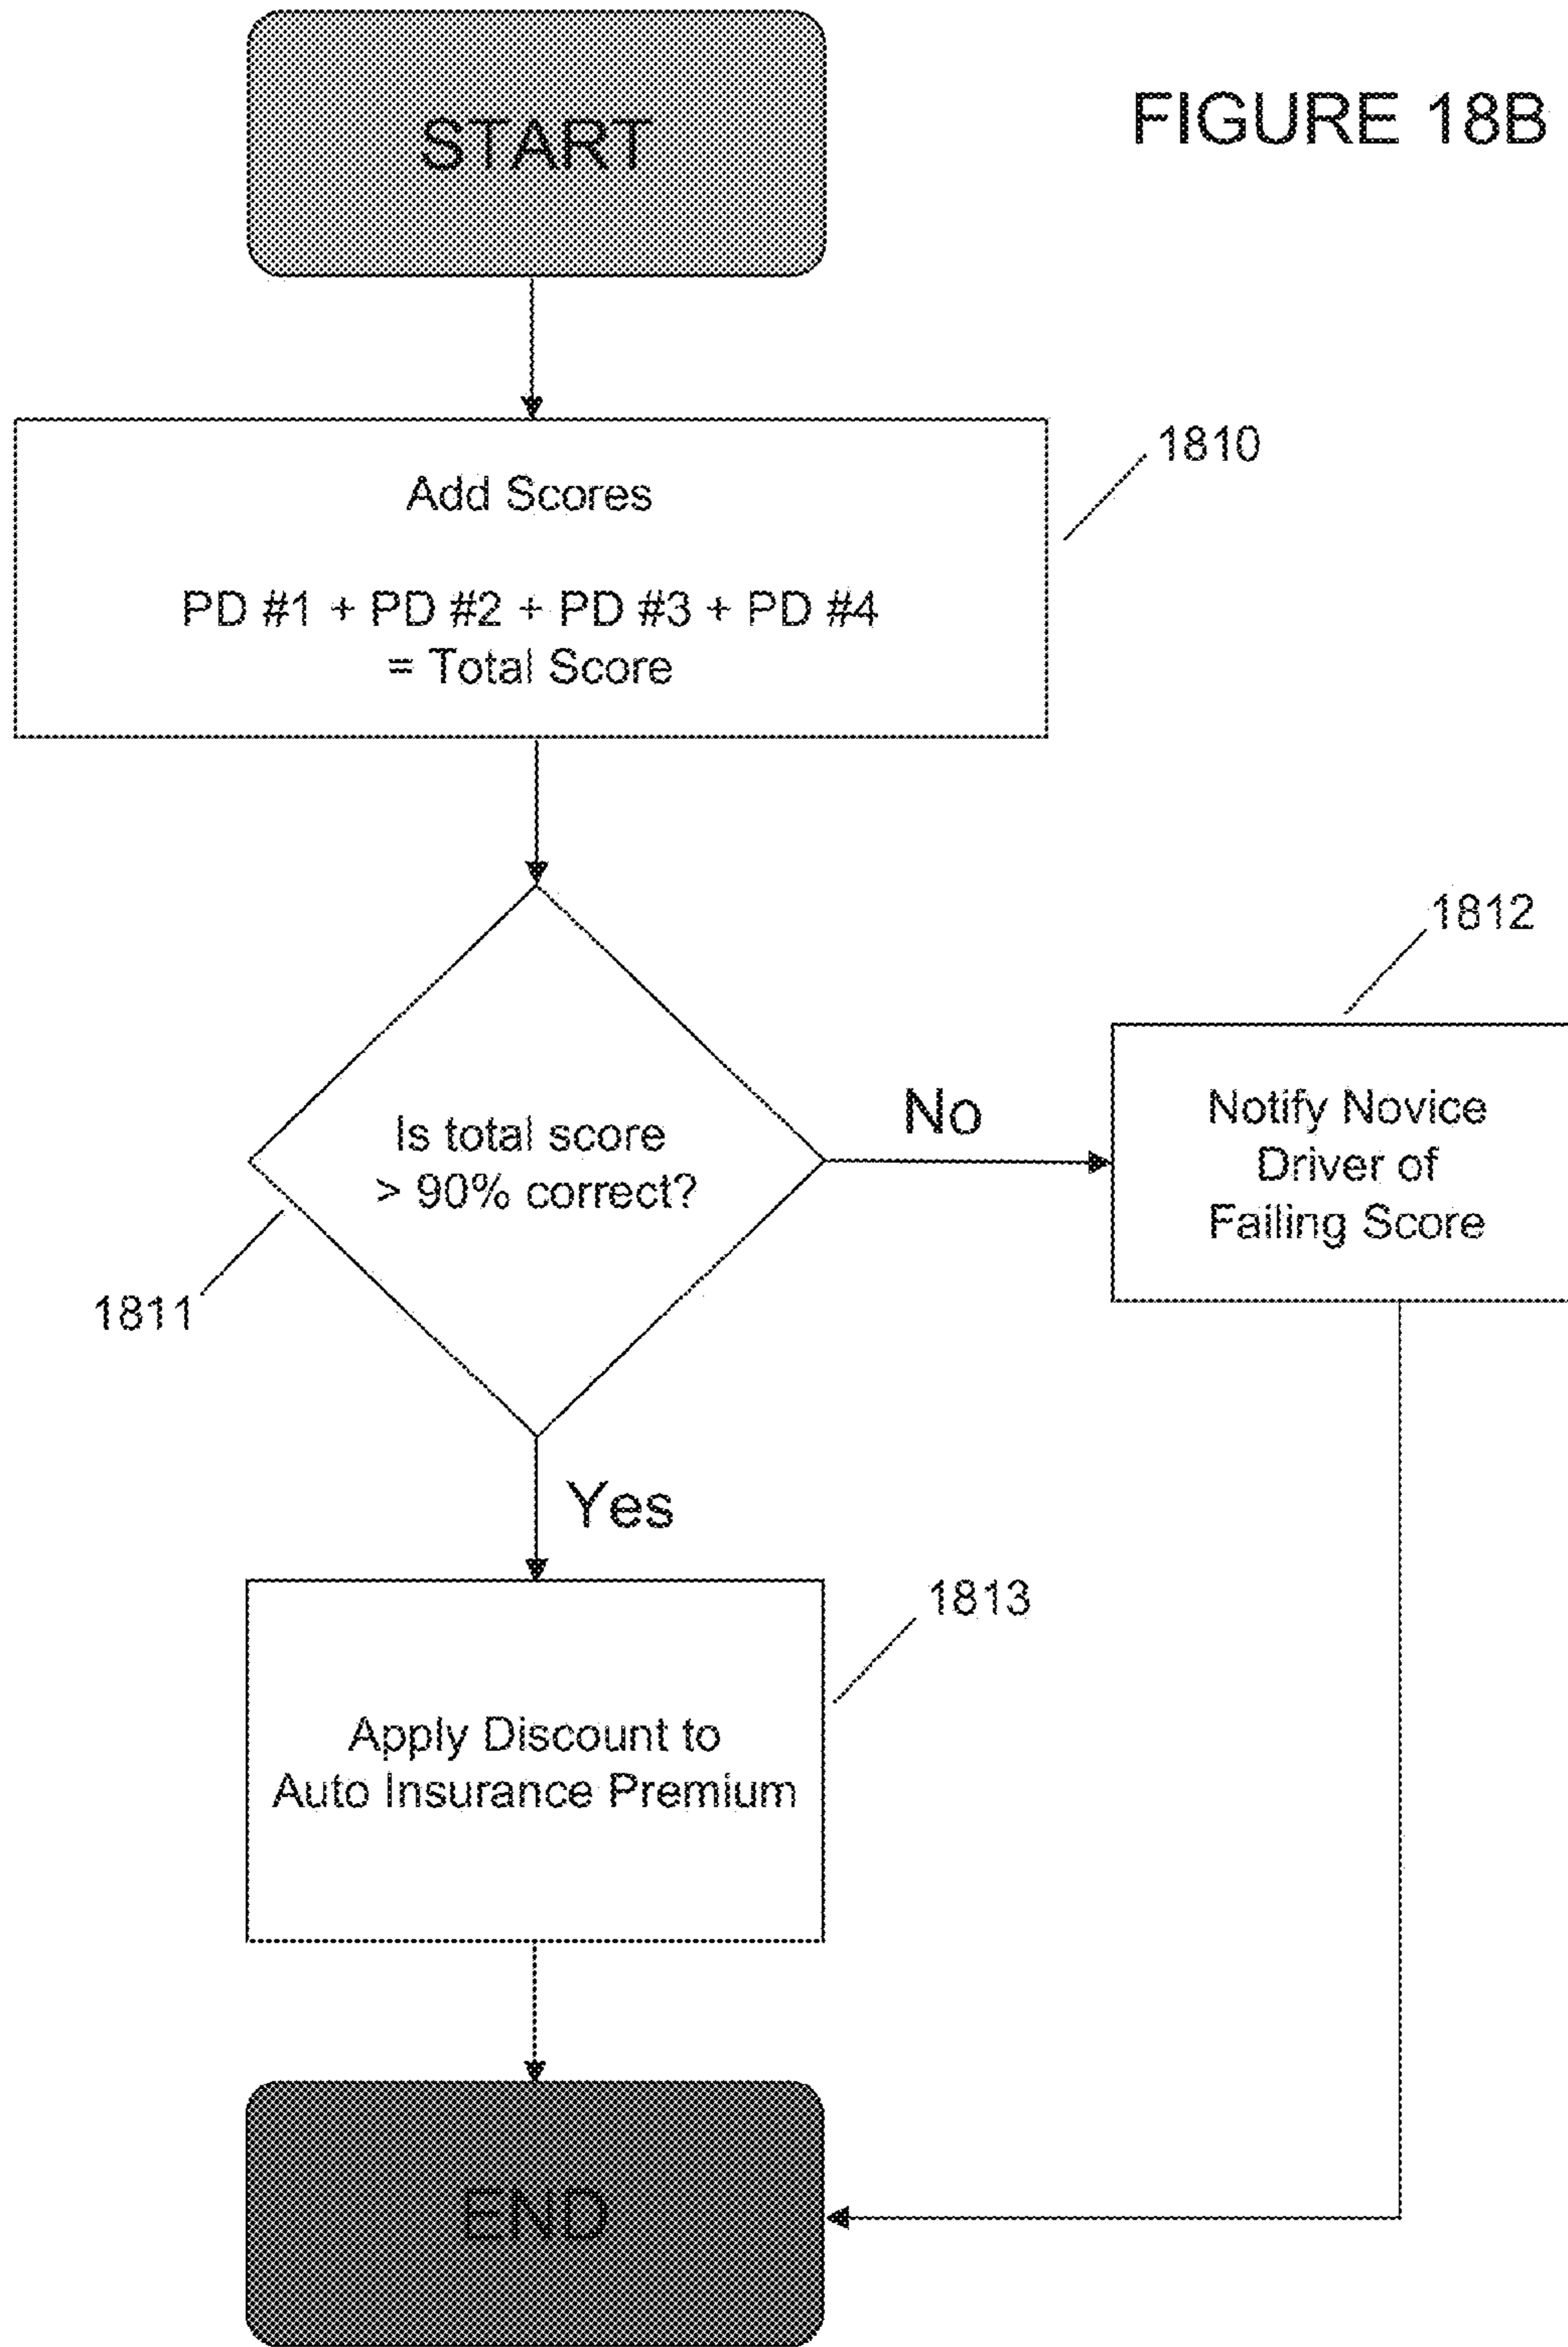 START
FIGURE 18B
1810
Add Scores
PD #1 + PD #2 + PD #3 + PD #4
= Total Score
1812
Is total score
> 90% correct?
No
Notify Novice
Driver of
Failing Score
1811
Yes
1813
Apply Discount to
Auto Insurance Premium
END